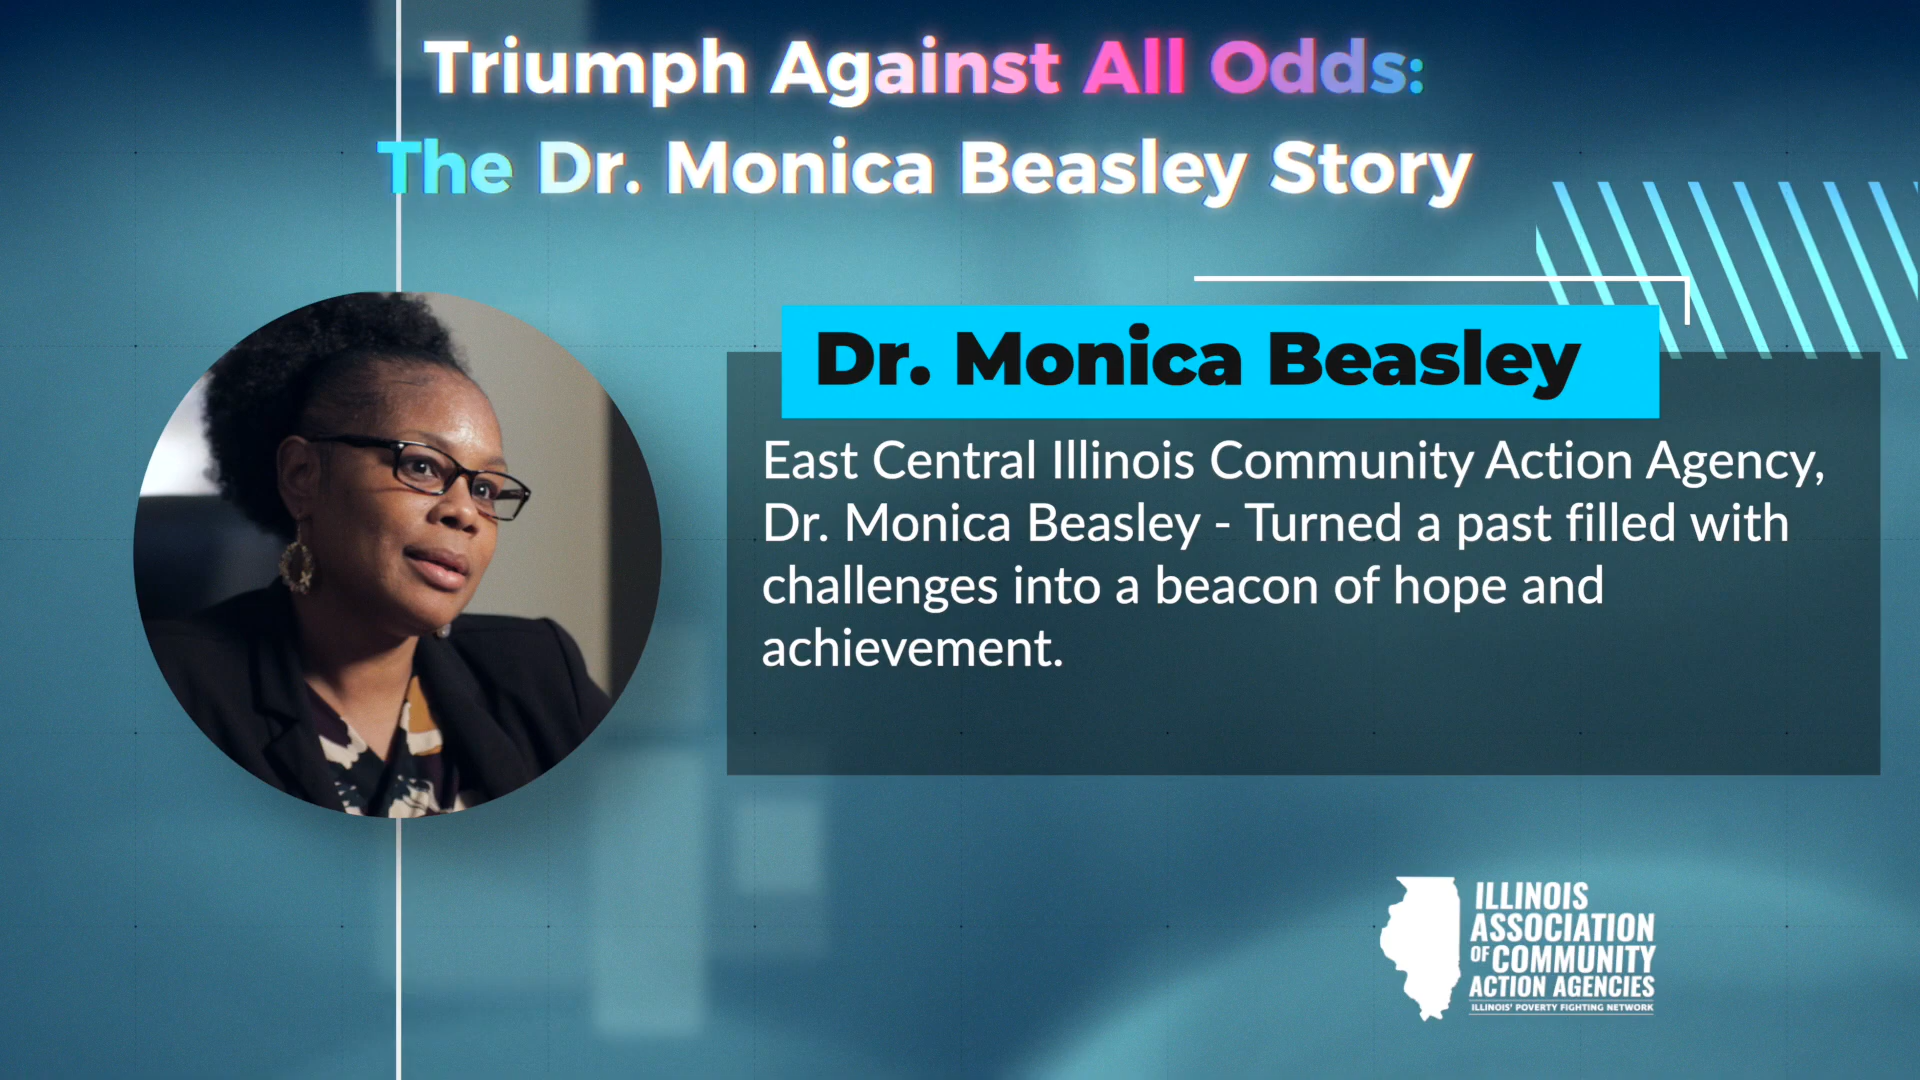 Triumph Against All Odds:
The Dr. Monica Beasley Story
Dr. Monica Beasley
East Central Illinois Community Action Agency,
Dr. Monica Beasley - Turned a past filled with
challenges into a beacon of hope and
achievement.
ILLINOIS
ASSOCIATION
OF COMMUNITY
ACTION AGENCIES
ILLINOIS' POVERTY FIGHTING NETWORK